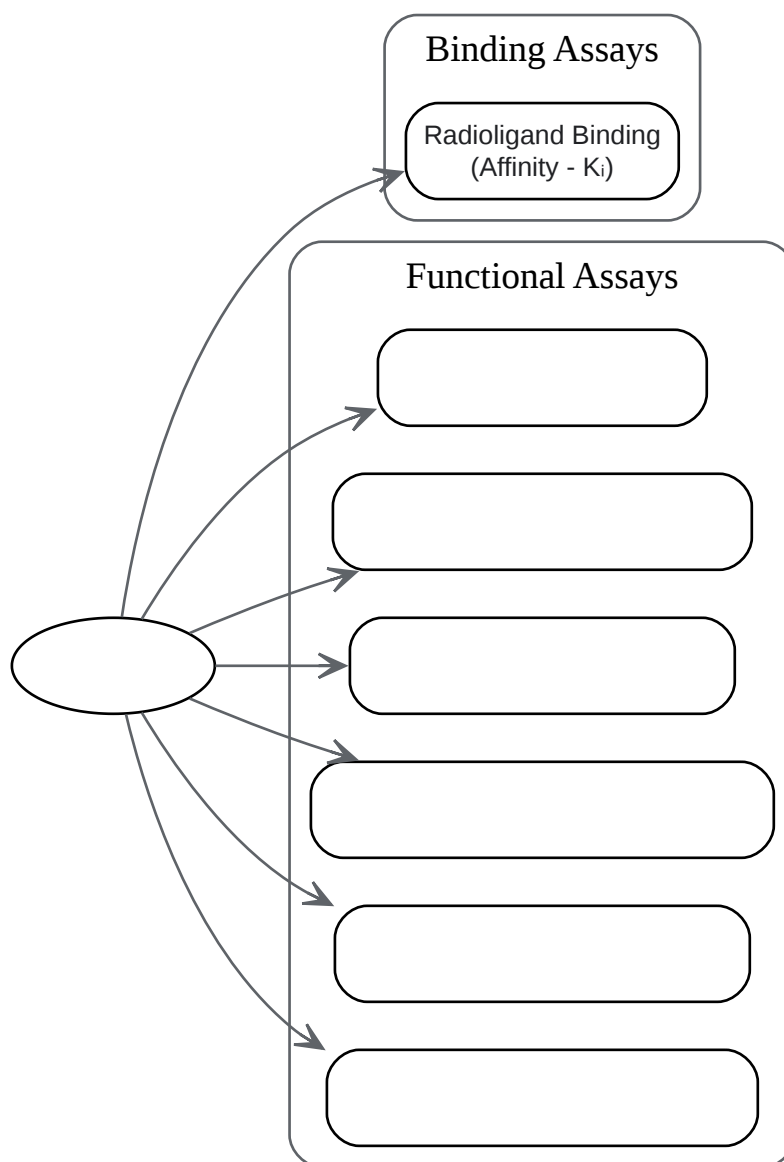 Binding Assays
Radioligand Binding
(Affinity - Kᵢ)
Functional Assays